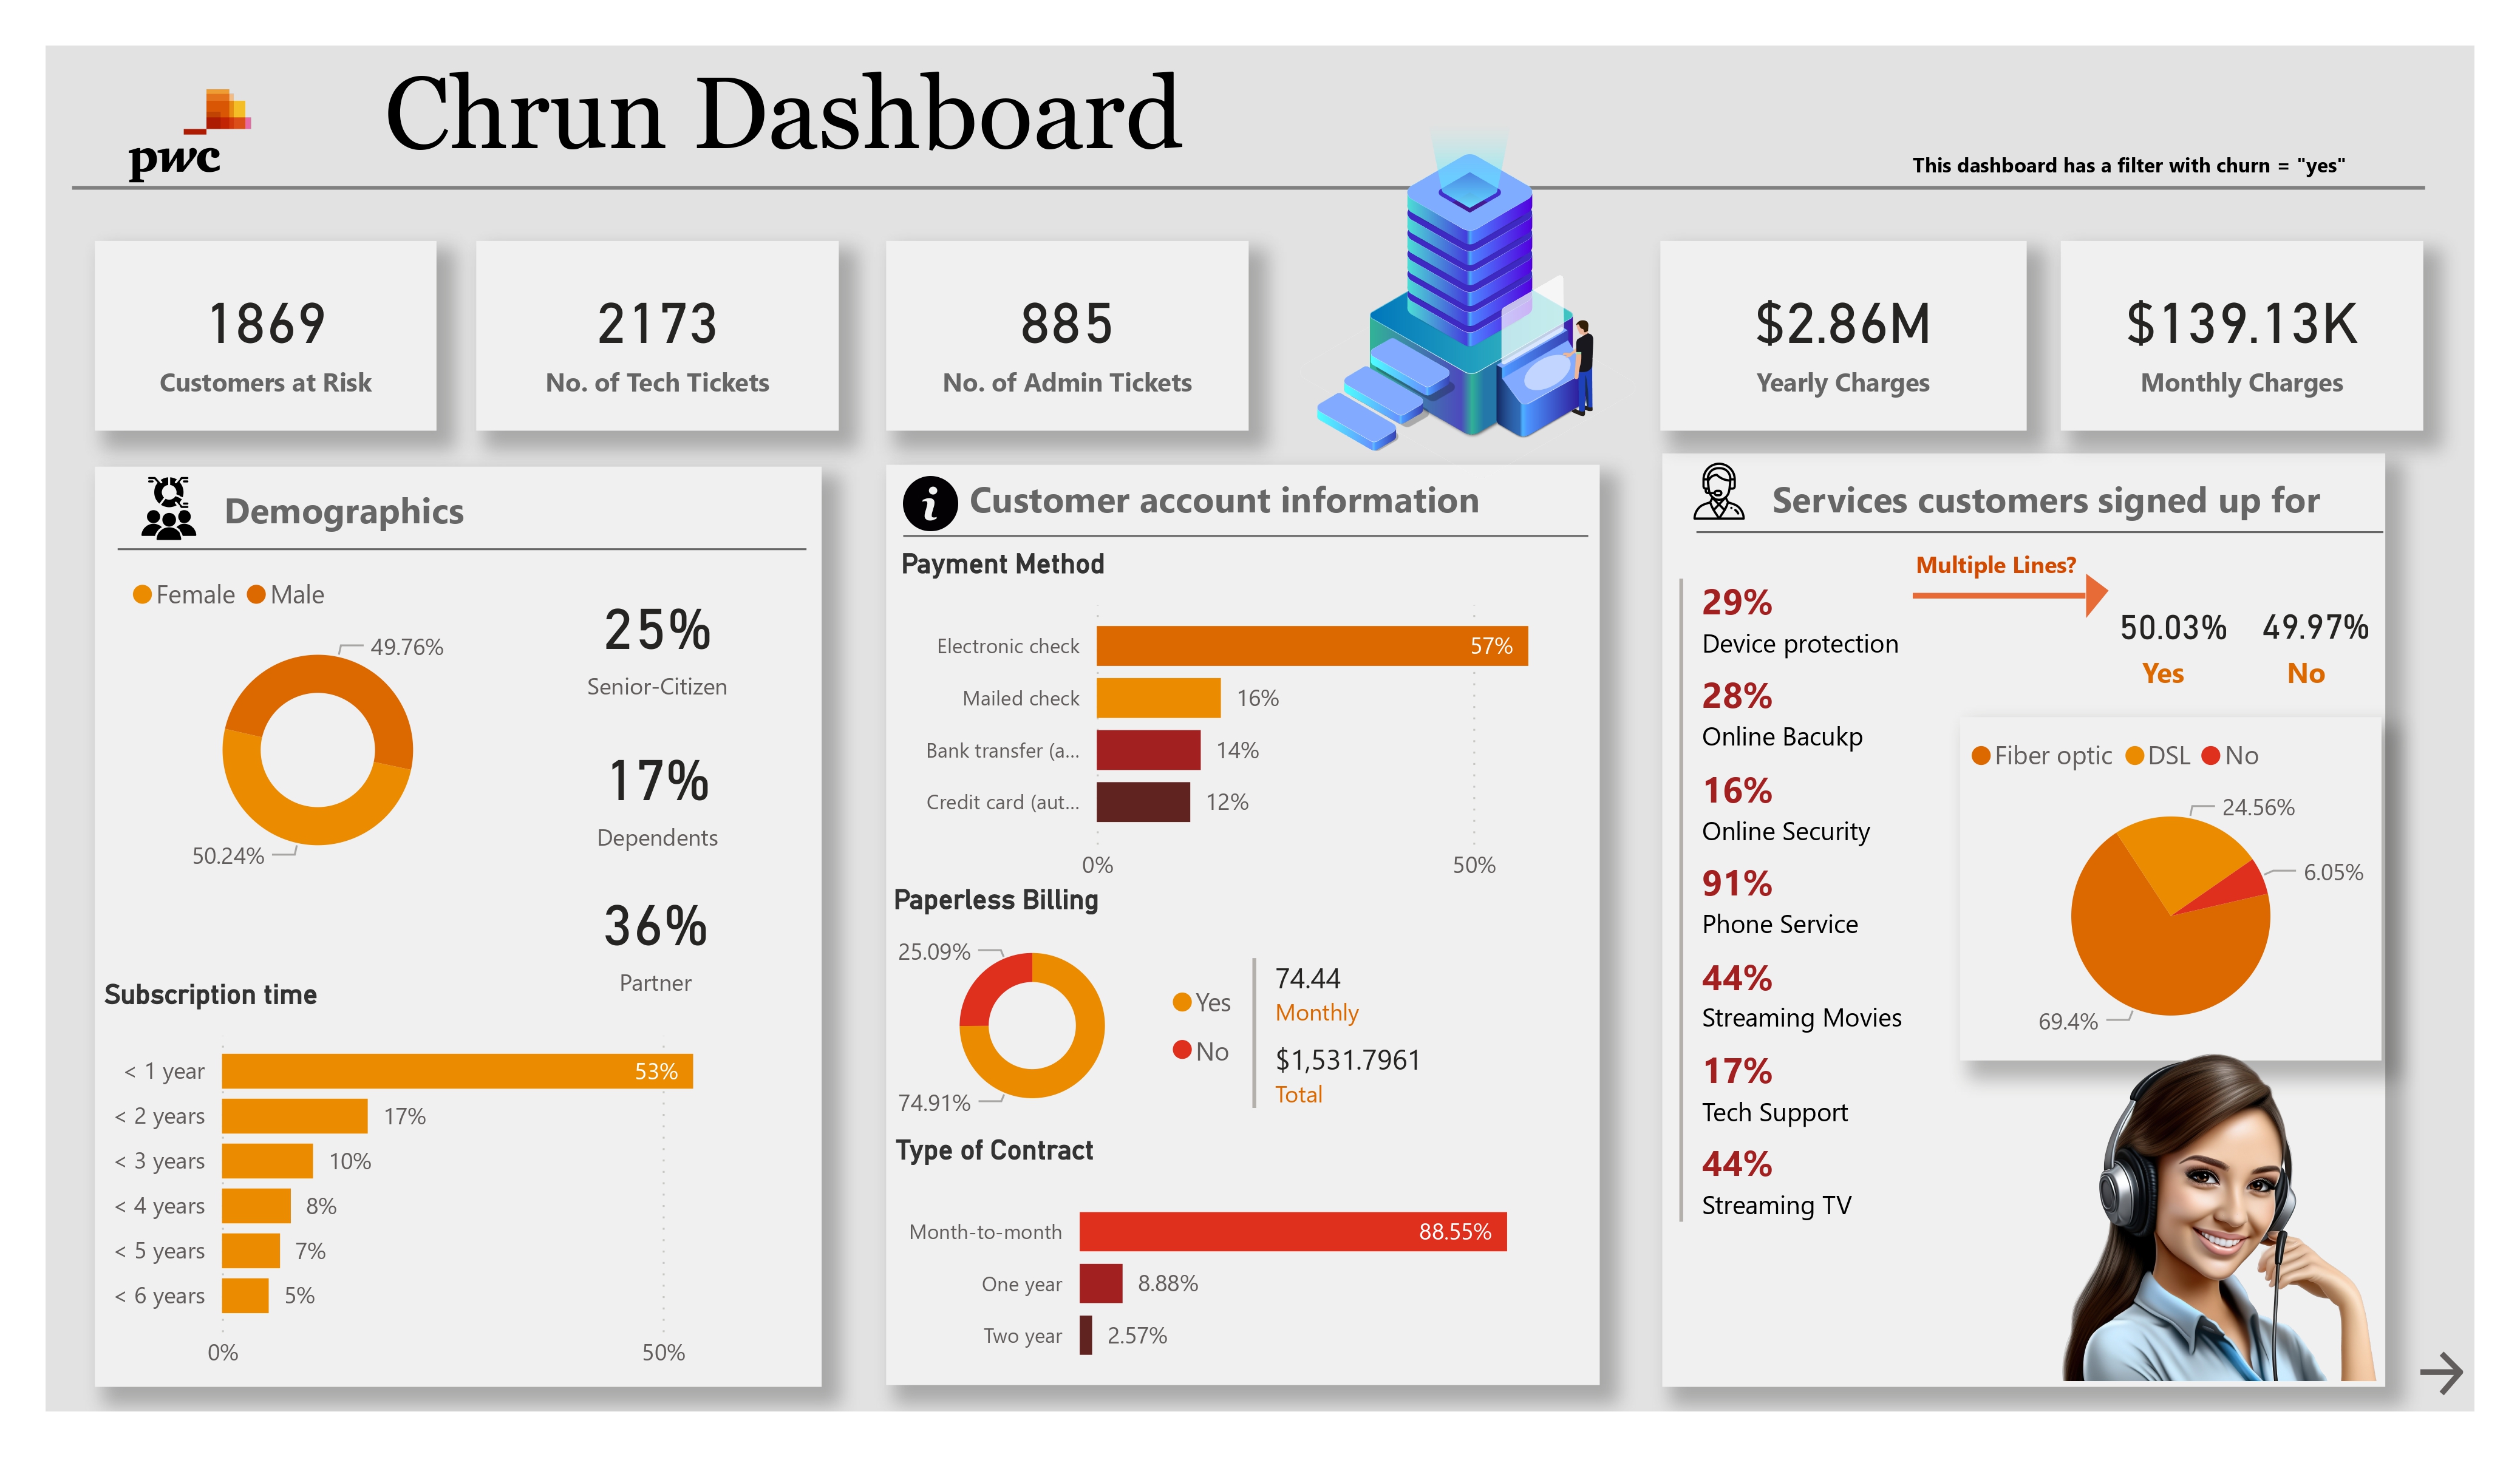 pwc
Chrun Dashboard
This dashboard has a filter with churn = "yes"
1869
Customers at Risk
2173
No. of Tech Tickets
885
No. of Admin Tickets
$2.86M
Yearly Charges
$139.13K
Monthly Charges
Demographics
Female Male
49.76%
50.24%
25%
Senior-Citizen
17%
Dependents
36%
Partner
Subscription time
< 1 year 53%
< 2 years 17%
< 3 years 10%
< 4 years 8%
< 5 years 7%
< 6 years 5%
0% 50%
i
Customer account information
Payment Method
Electronic check 57%
Mailed check 16%
Bank transfer (a... 14%
Credit card (aut... 12%
0% 50%
Paperless Billing
25.09%
74.91%
Yes
No
74.44
Monthly
$1,531.7961
Total
Type of Contract
Month-to-month 88.55%
One year 8.88%
Two year 2.57%
Services customers signed up for
Multiple Lines?
50.03% 49.97%
Yes No
29%
Device protection
28%
Online Bacukp
16%
Online Security
91%
Phone Service
44%
Streaming Movies
17%
Tech Support
44%
Streaming TV
Fiber optic DSL No
24.56%
6.05%
69.4%